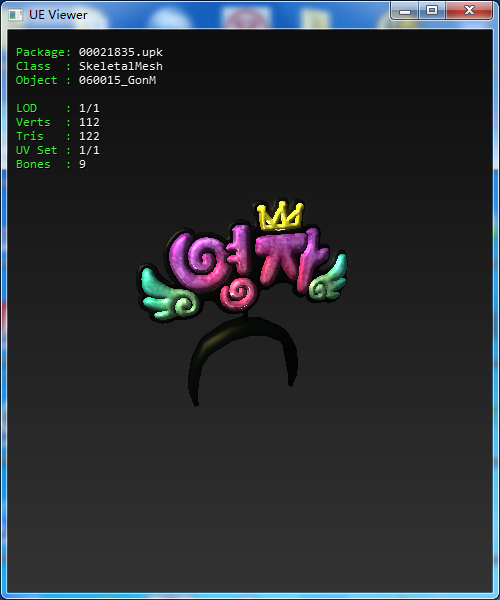 UE Viewer
Package: 00021835.upk
Class : SkeletalMesh
Object : 060015_GonM
LOD : 1/1
Verts : 112
Tris : 122
UV Set : 1/1
Bones : 9
영자